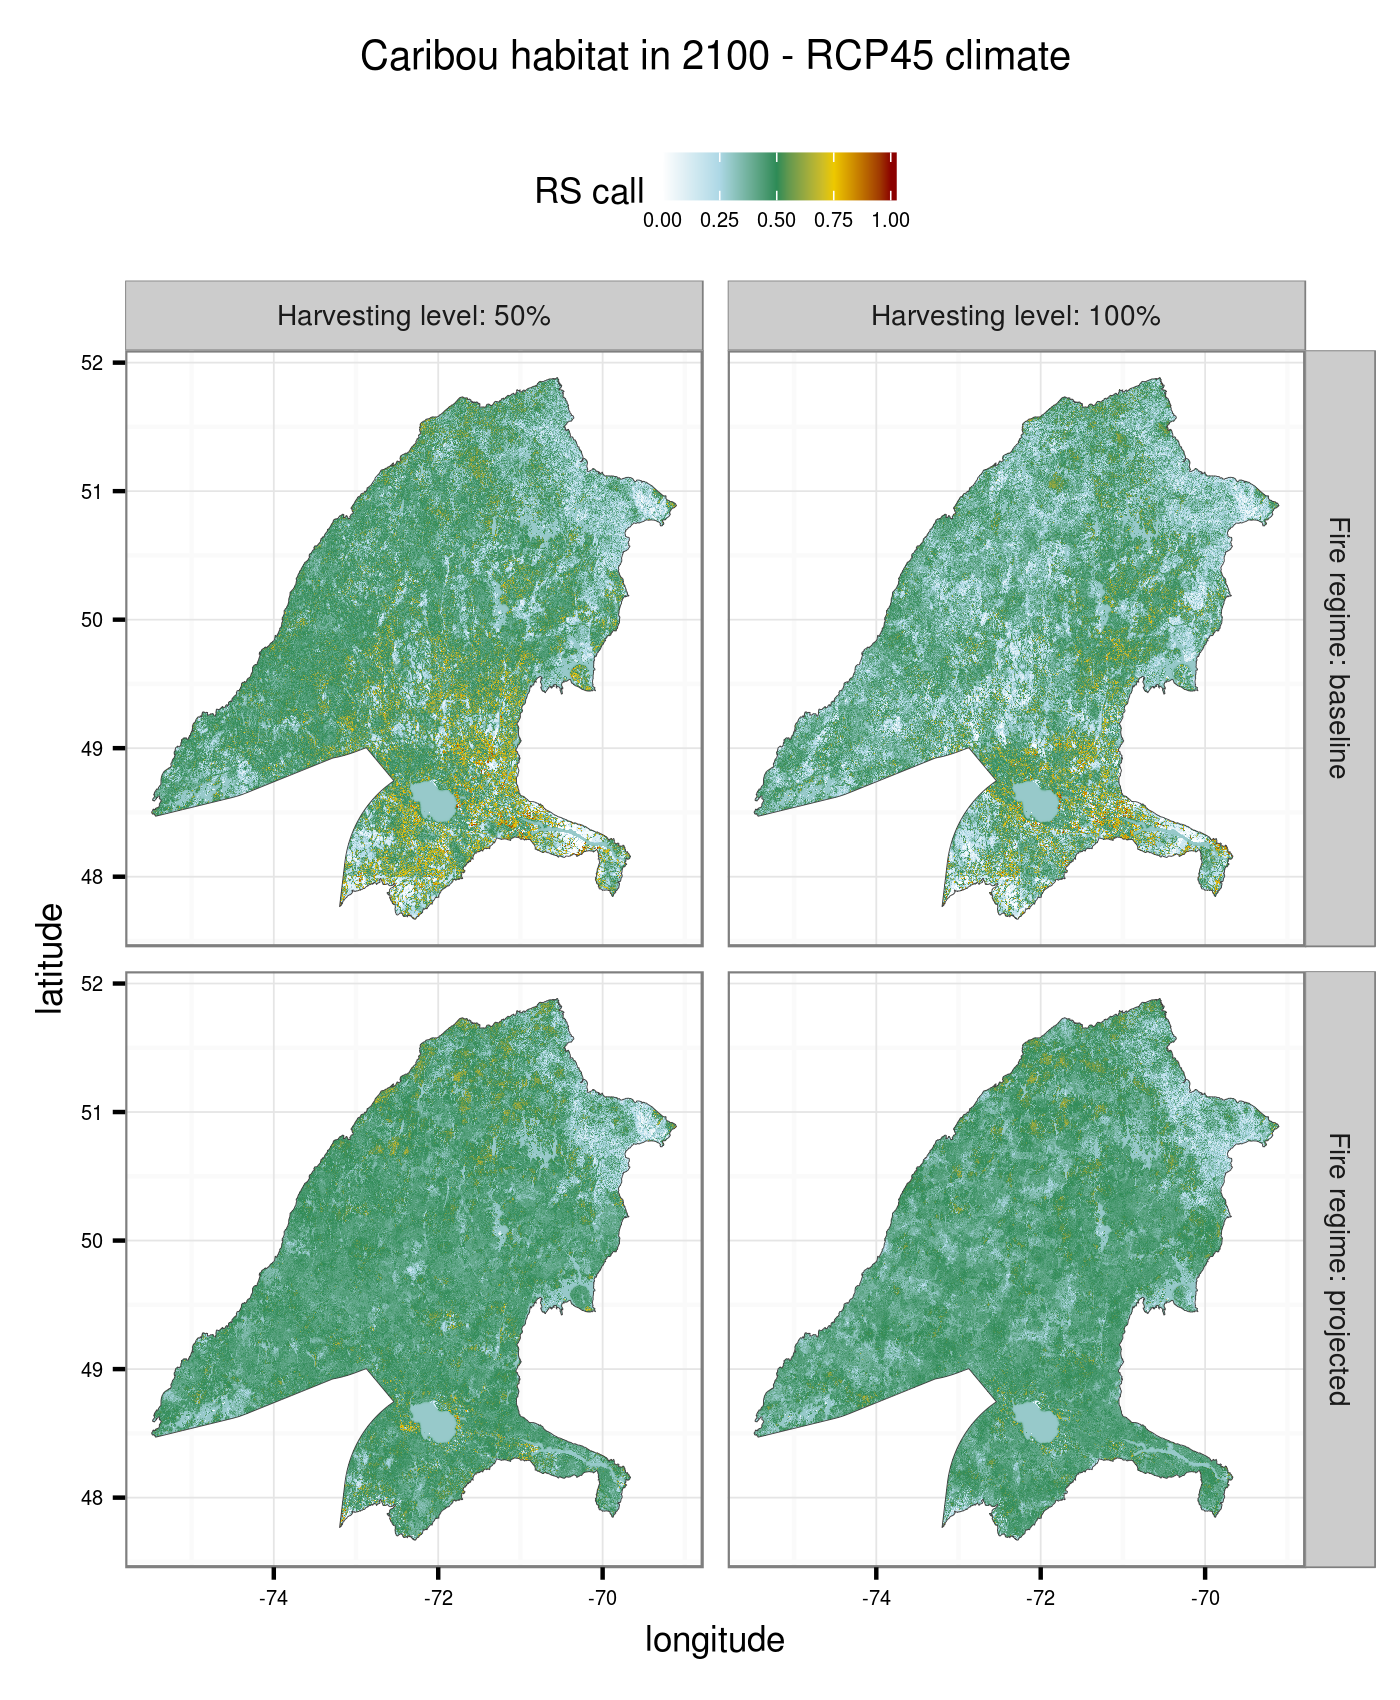 Caribou habitat in 2100 - RCP45 climate
RS call
0.00 0.25 0.50 0.75 1.00
Harvesting level: 50%
Harvesting level: 100%
52
51
50
49
48
Fire regime: baseline
latitude
52
51
50
49
48
Fire regime: projected
-74 -72 -70
-74 -72 -70
longitude